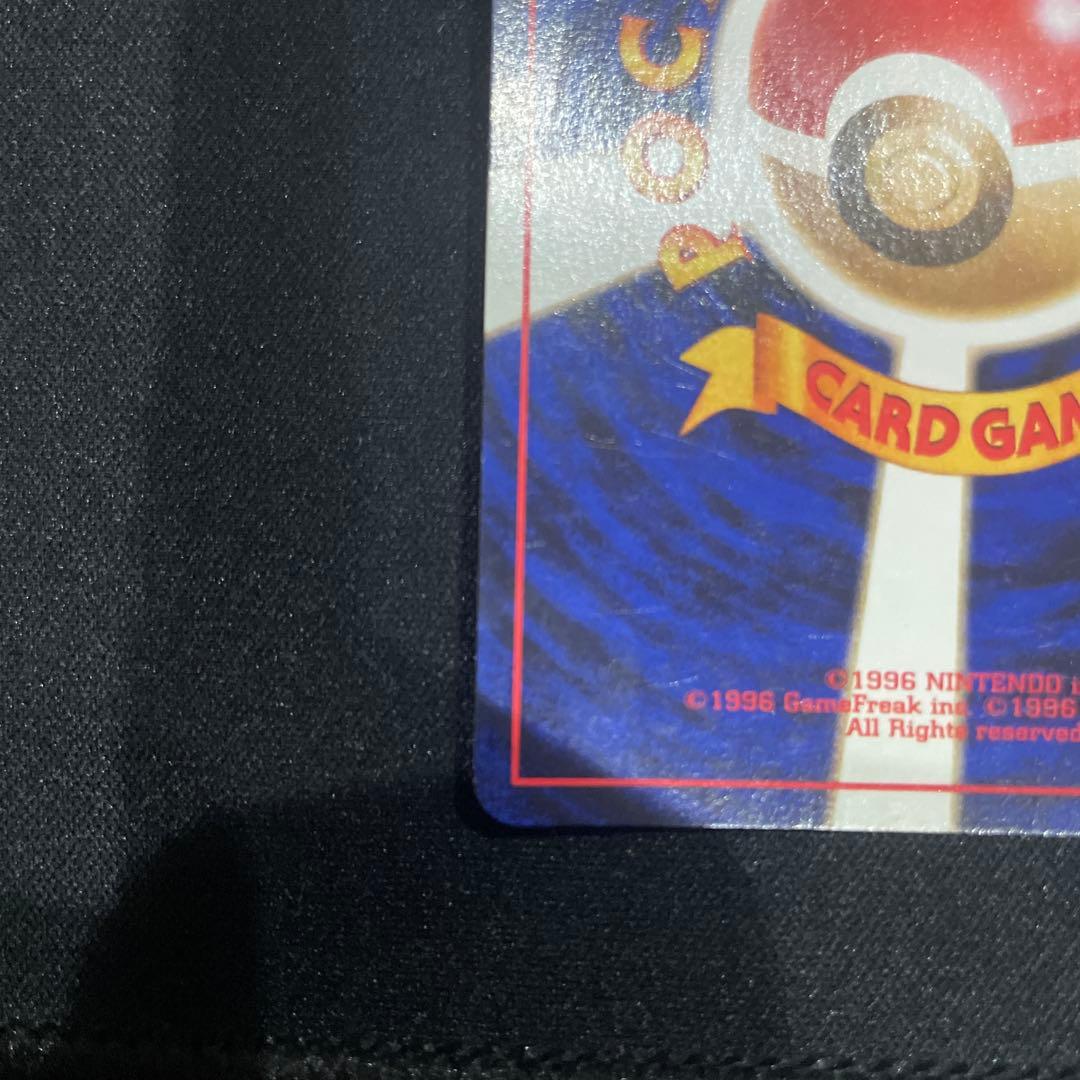 POC
CARD GAM
©1996 NINTENDO i
©1996 GameFreak inc. ©1996
All Rights reserved